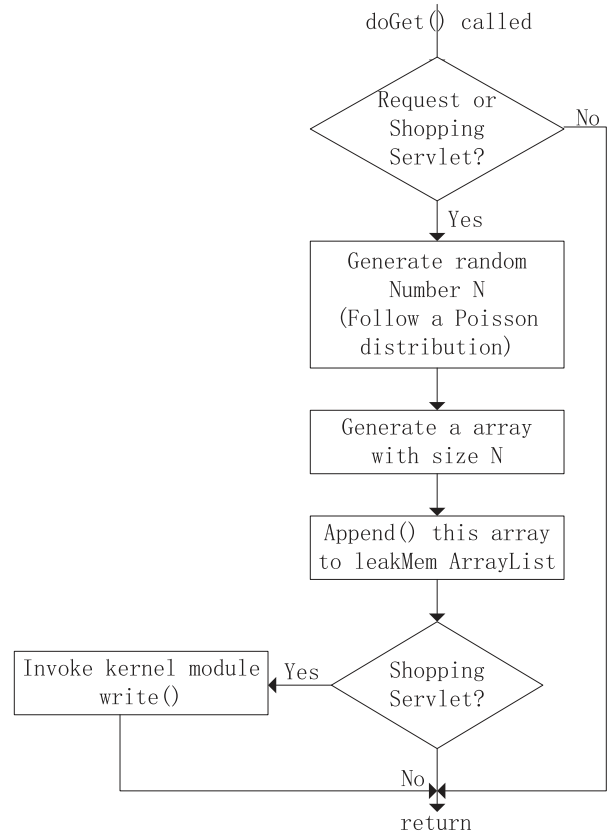 doGet() called
Request or
Shopping
Servlet?
No
Yes
Generate random
Number N
(Follow a Poisson
distribution)
Generate a array
with size N
Append() this array
to leakMem ArrayList
Shopping
Servlet?
Yes
Invoke kernel module
write()
No
return